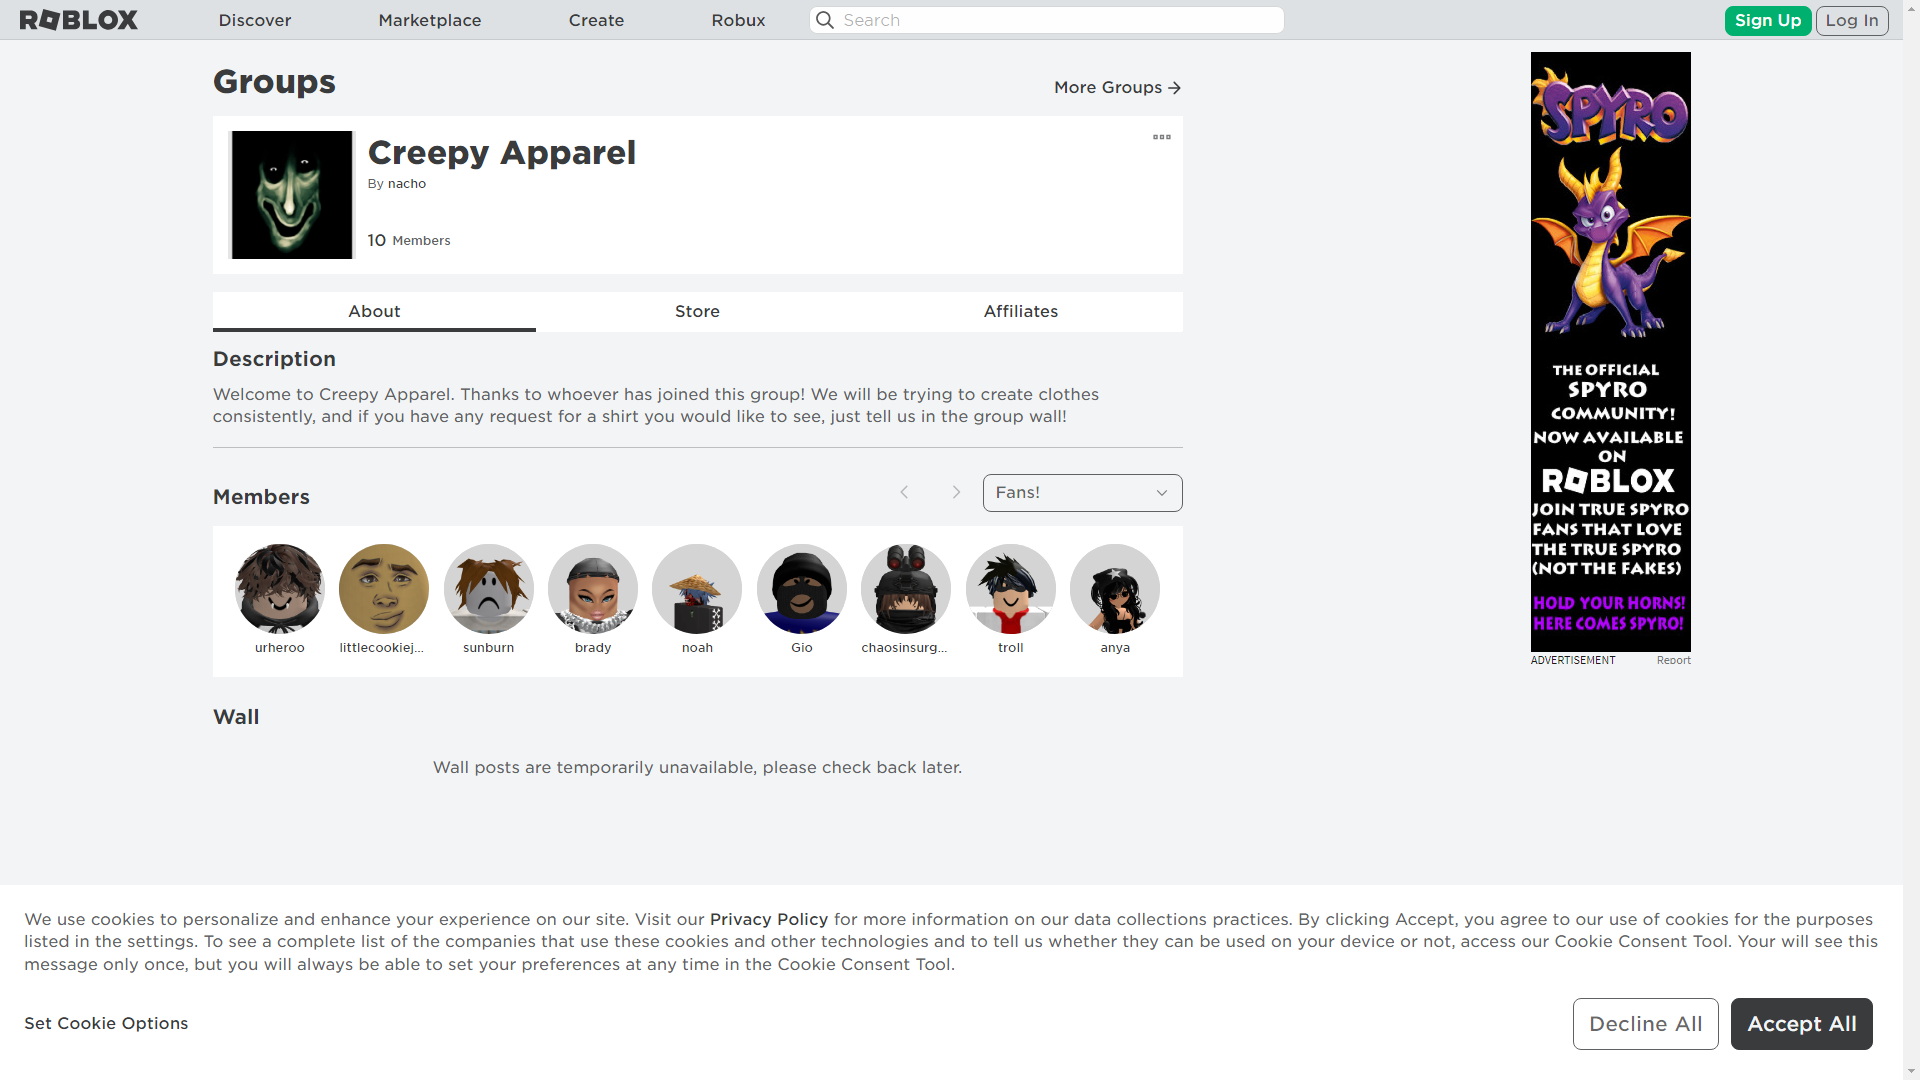 ROBLOX
Discover
Marketplace
Create
Robux
Search
Sign Up
Log In
Groups
More Groups
Creepy Apparel
By nacho
10 Members
About
Store
Affiliates
Description
Welcome to Creepy Apparel. Thanks to whoever has joined this group! We will be trying to create clothes
consistently, and if you have any request for a shirt you would like to see, just tell us in the group wall!
Members
Fans!
urheroo
littlecookiej...
sunburn
brady
noah
Gio
chaosinsurg...
troll
anya
Wall
Wall posts are temporarily unavailable, please check back later.
SPYRO
THE OFFICIAL
SPYRO
COMMUNITY!
NOW AVAILABLE
ON
ROBLOX
JOIN TRUE SPYRO
FANS THAT LOVE
THE TRUE SPYRO
(NOT THE FAKES)
HOLD YOUR HORNS!
HERE COMES SPYRO!
ADVERTISEMENT
Report
We use cookies to personalize and enhance your experience on our site. Visit our Privacy Policy for more information on our data collections practices. By clicking Accept, you agree to our use of cookies for the purposes
listed in the settings. To see a complete list of the companies that use these cookies and other technologies and to tell us whether they can be used on your device or not, access our Cookie Consent Tool. Your will see this
message only once, but you will always be able to set your preferences at any time in the Cookie Consent Tool.
Set Cookie Options
Decline All
Accept All